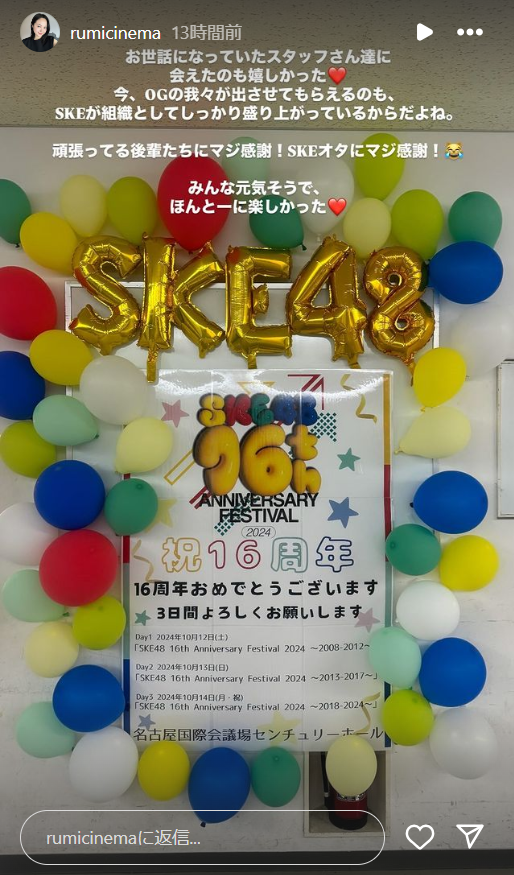 rumicinema 13時間前
お世話になっていたスタッフさん達に
会えたのも嬉しかった❤️
今、OGの我々が出させてもらえるのも、
SKEが組織としてしっかり盛り上がっているからだよね。
頑張ってる後輩たちにマジ感謝！SKEオタにマジ感謝！😂
みんな元気そうで、
ほんとーに楽しかった❤️
SKE48
SKE48
16th
ANNIVERSARY
FESTIVAL
2024
祝16周年
16周年おめでとうございます
3日間よろしくお願いします
Day1 2024年10月12日(土)
「SKE48 16th Anniversary Festival 2024 ～2008-2012～
Day2 2024年10月13日(日)
「SKE48 16th Anniversary Festival 2024 ～2013-2017～」
Day3 2024年10月14日(月・祝)
「SKE48 16th Anniversary Festival 2024 ～2018-2024～」
名古屋国際会議場センチュリーホール
rumicinemaに返信...